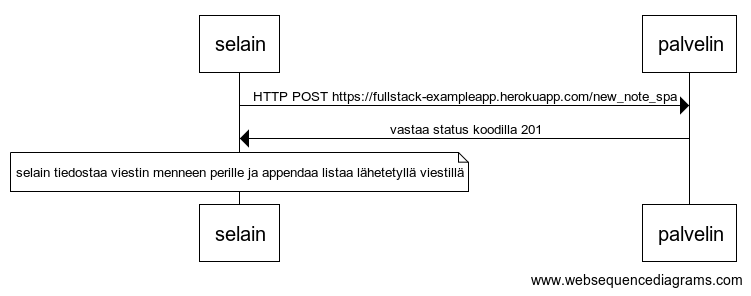 selain
palvelin
HTTP POST https://fullstack-exampleapp.herokuapp.com/new_note_spa
vastaa status koodilla 201
selain tiedostaa viestin menneen perille ja appendaa listaa lähetetyllä viestillä
selain
palvelin
www.websequencediagrams.com